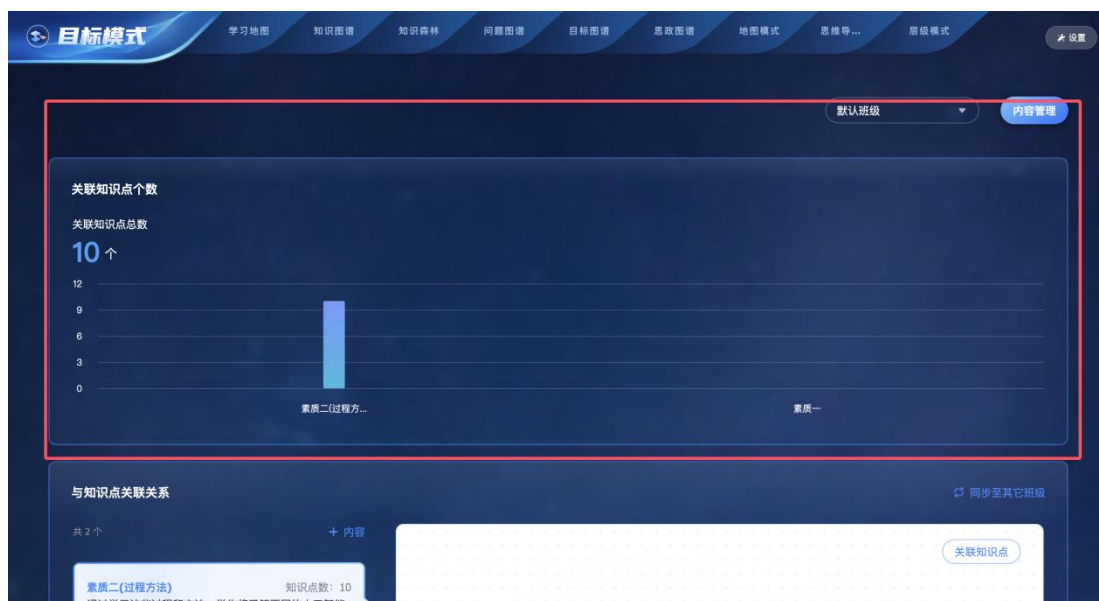 目标模式 学习地图 知识图谱 知识森林 问题图谱 目标图谱 思政图谱 地图模式 思维导... 层级模式 设置
默认班级 内容管理
关联知识点个数
关联知识点总数
10 个
12
9
6
3
0
素质二(过程方... 素质一
与知识点关联关系 同步至其它班级
共 2 个 + 内容
关联知识点
素质二(过程方法) 知识点数: 10